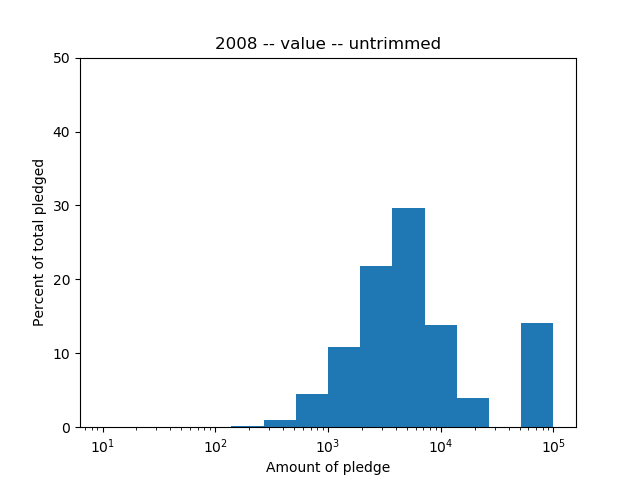 2008 -- value -- untrimmed
Percent of total pledged
50
40
30
20
10
0
10¹ 10² 10³ 10⁴ 10⁵
Amount of pledge